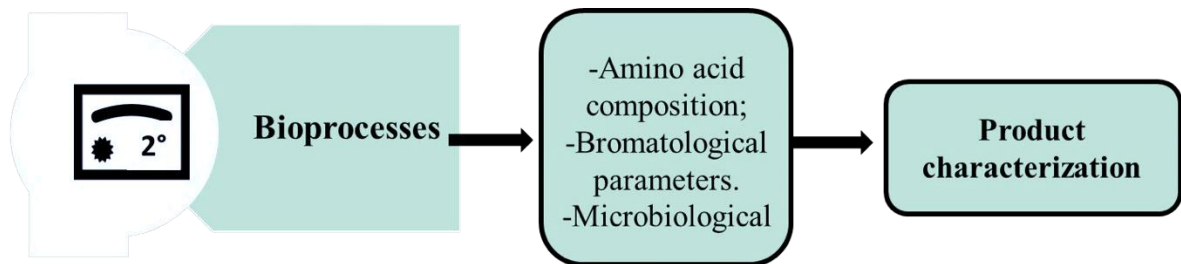 2°
Bioprocesses
-Amino acid
composition;
-Bromatological
parameters.
-Microbiological
Product
characterization